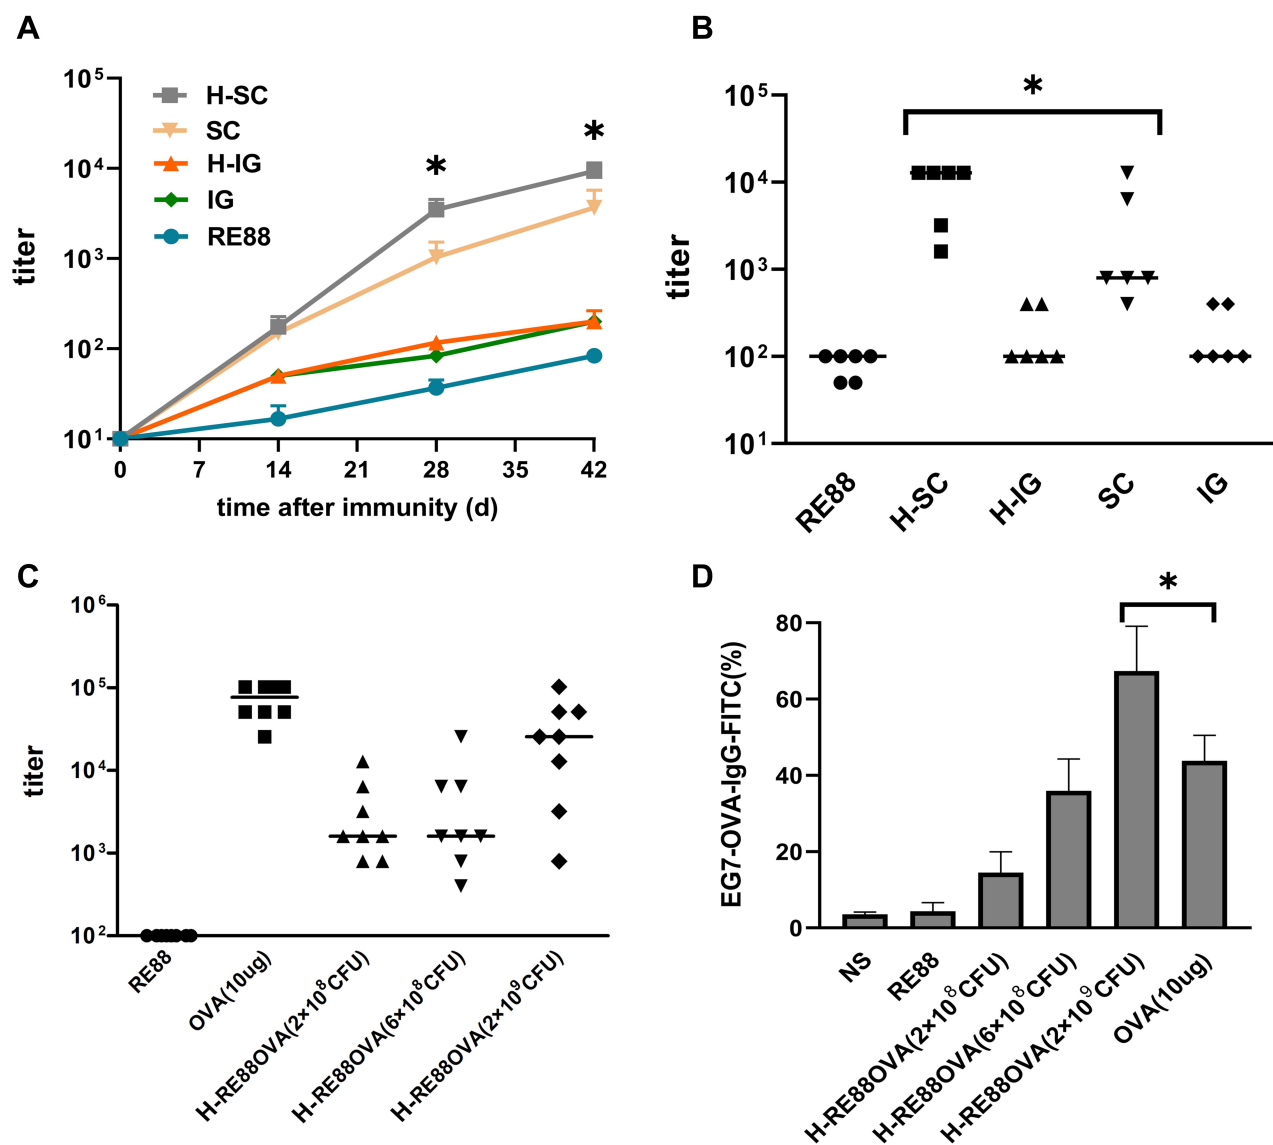 A
titer
10⁵
10⁴
10³
10²
10¹
H-SC
SC
H-IG
IG
RE88
*
*
0 7 14 21 28 35 42
time after immunity (d)
B
titer
10⁵
10⁴
10³
10²
10¹
*
RE88
H-SC
H-IG
SC
IG
C
titer
10⁶
10⁵
10⁴
10³
10²
RE88
OVA(10ug)
H-RE88OVA(2×10⁸CFU)
H-RE88OVA(6×10⁸CFU)
H-RE88OVA(2×10⁹CFU)
D
EG7-OVA-IgG-FITC(%)
80
60
40
20
0
*
NS
RE88
H-RE88OVA(2×10⁸CFU)
H-RE88OVA(6×10⁸CFU)
H-RE88OVA(2×10⁹CFU)
OVA(10ug)